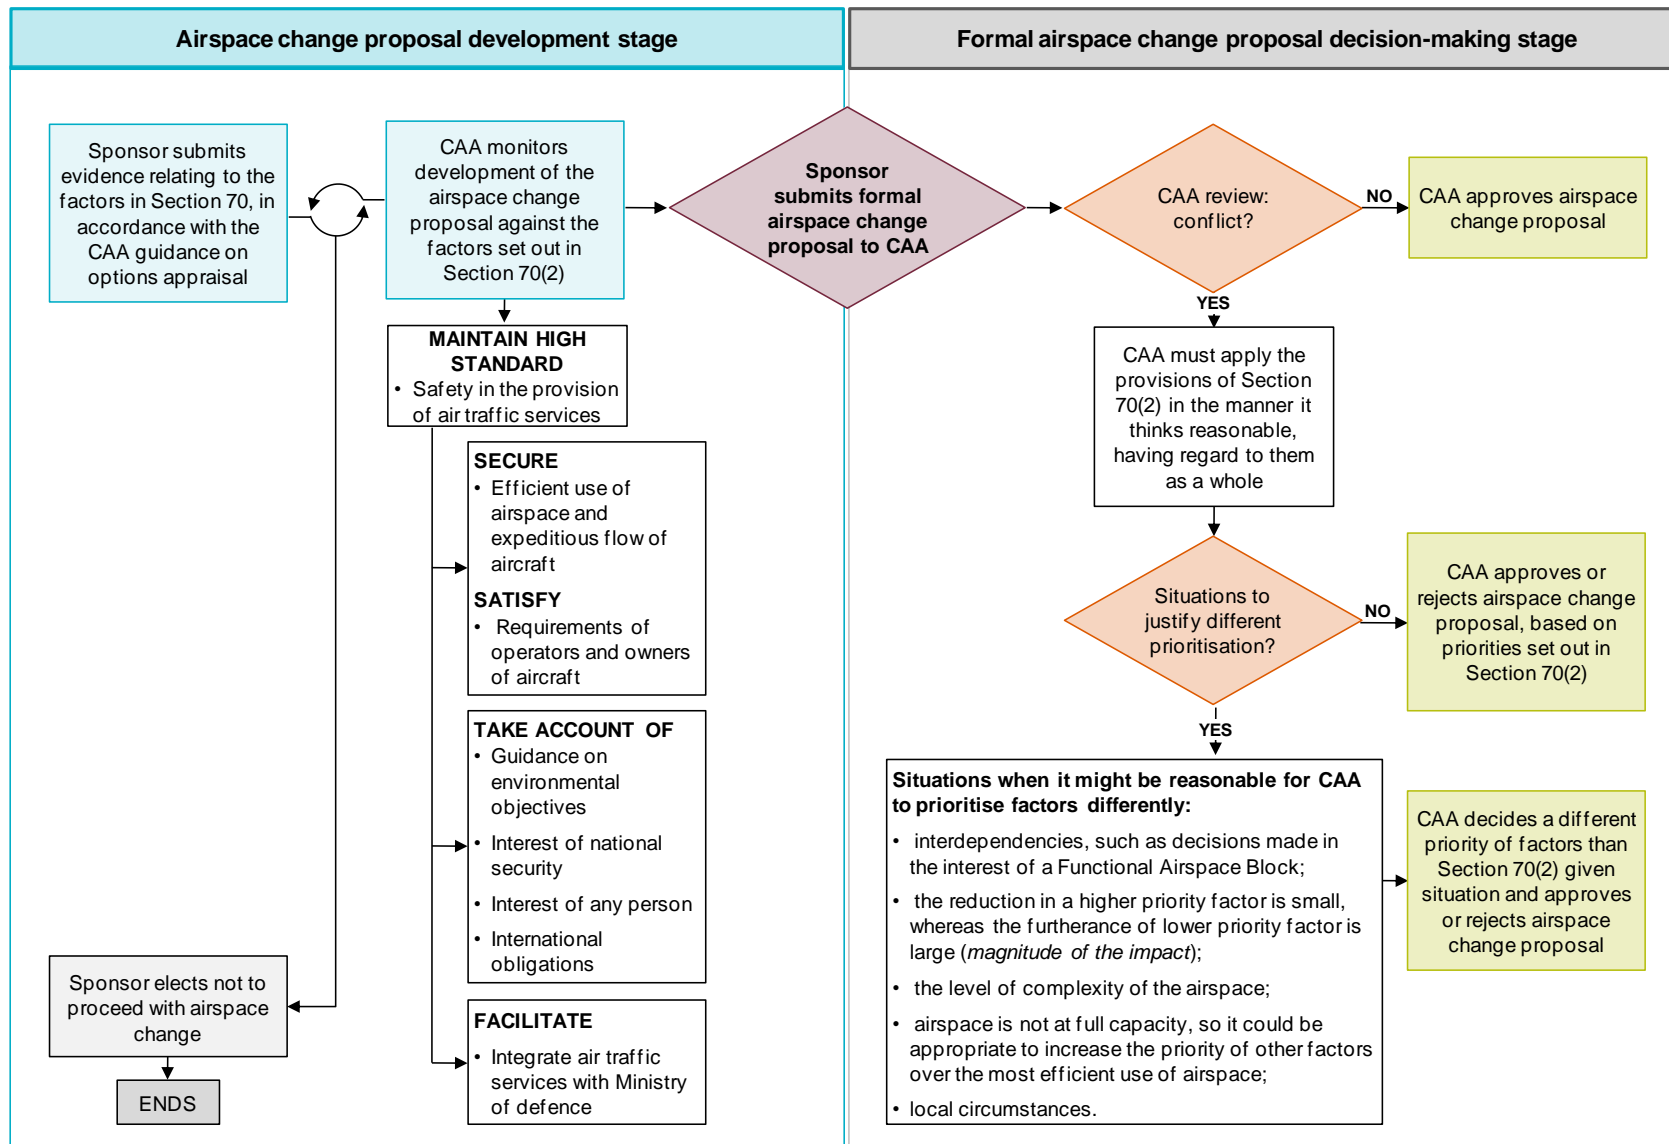 Airspace change proposal development stage
Formal airspace change proposal decision-making stage
Sponsor submits
evidence relating to the
factors in Section 70, in
accordance with the
CAA guidance on
options appraisal
CAA monitors
development of the
airspace change
proposal against the
factors set out in
Section 70(2)
MAINTAIN HIGH
STANDARD
• Safety in the provision
of air traffic services
SECURE
• Efficient use of
airspace and
expeditious flow of
aircraft
SATISFY
• Requirements of
operators and owners
of aircraft
TAKE ACCOUNT OF
• Guidance on
environmental
objectives
• Interest of national
security
• Interest of any person
• International
obligations
FACILITATE
• Integrate air traffic
services with Ministry
of defence
Sponsor elects not to
proceed with airspace
change
ENDS
Sponsor
submits formal
airspace change
proposal to CAA
CAA review:
conflict?
NO
CAA approves airspace
change proposal
YES
CAA must apply the
provisions of Section
70(2) in the manner it
thinks reasonable,
having regard to them
as a whole
Situations to
justify different
prioritisation?
NO
CAA approves or
rejects airspace change
proposal, based on
priorities set out in
Section 70(2)
YES
Situations when it might be reasonable for CAA
to prioritise factors differently:
• interdependencies, such as decisions made in
the interest of a Functional Airspace Block;
• the reduction in a higher priority factor is small,
whereas the furtherance of lower priority factor is
large (magnitude of the impact);
• the level of complexity of the airspace;
• airspace is not at full capacity, so it could be
appropriate to increase the priority of other factors
over the most efficient use of airspace;
• local circumstances.
CAA decides a different
priority of factors than
Section 70(2) given
situation and approves
or rejects airspace
change proposal